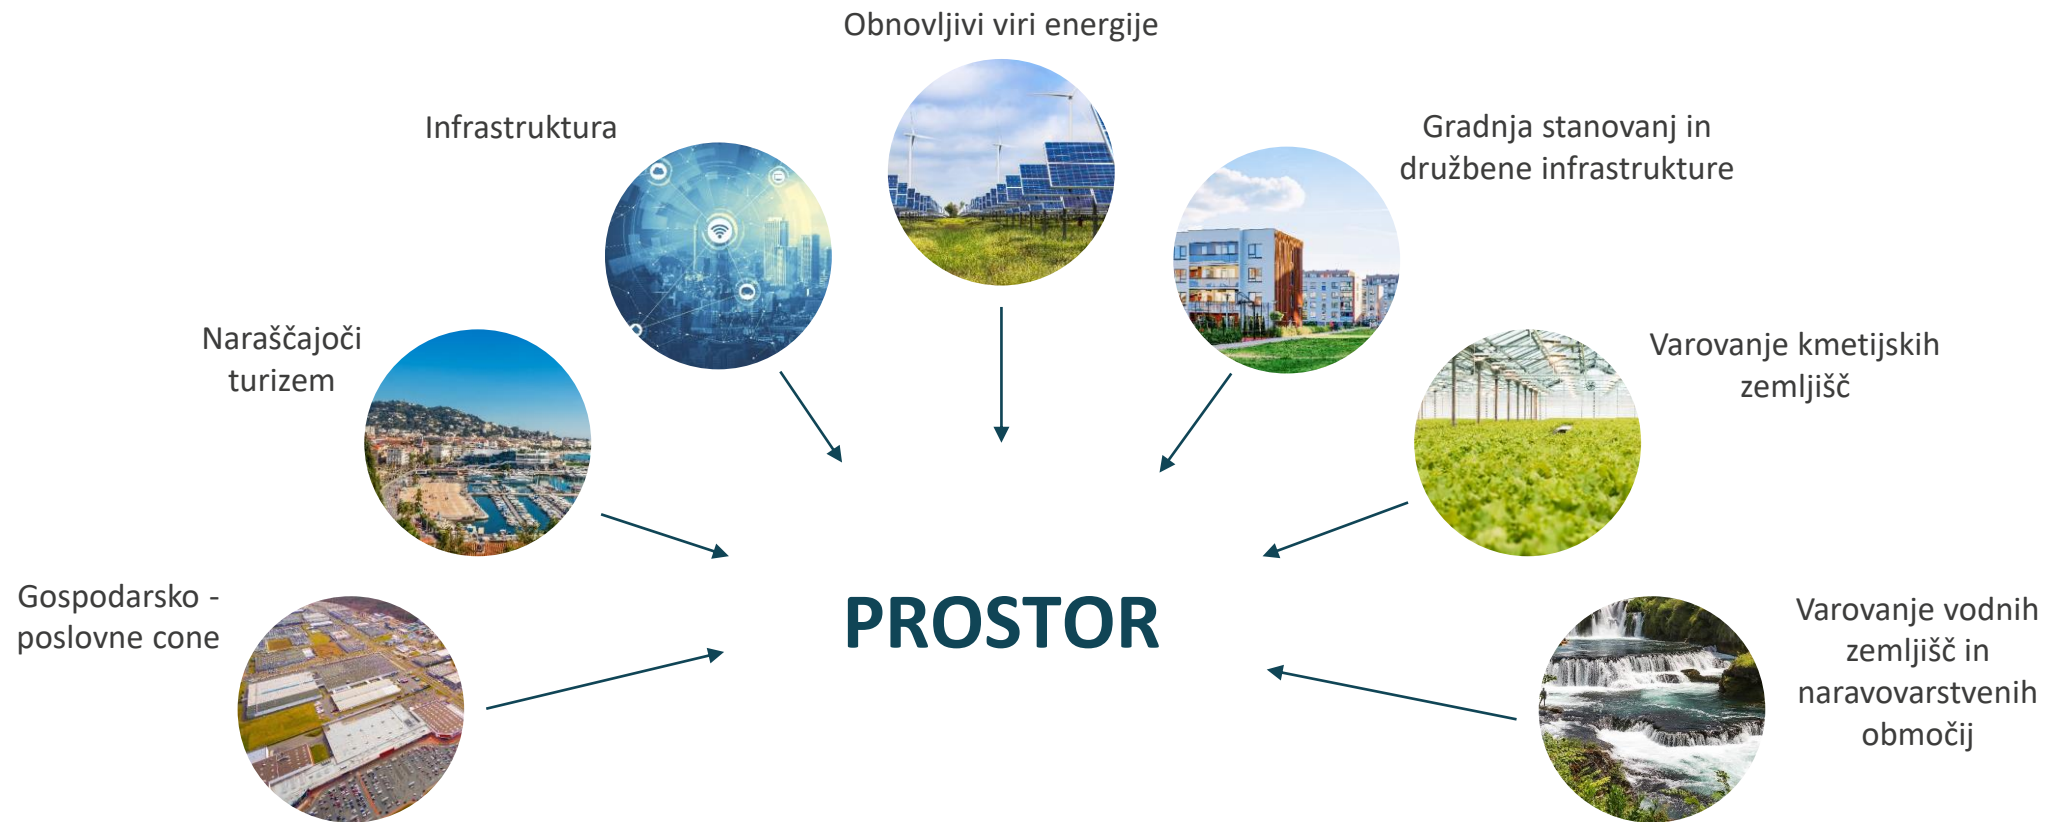 Obnovljivi viri energije
Infrastruktura
Gradnja stanovanj in
družbene infrastrukture
Naraščajoči
turizem
Varovanje kmetijskih
zemljišč
Gospodarsko -
poslovne cone
PROSTOR
Varovanje vodnih
zemljišč in
naravovarstvenih
območij